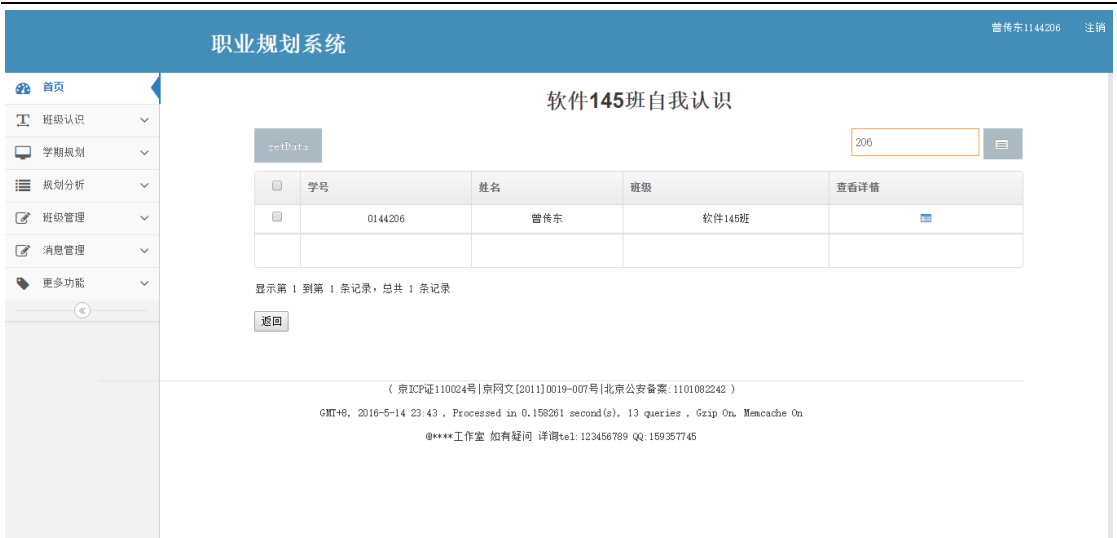 曾传东1144206 注销
职业规划系统
首页
班级认识
学期规划
规划分析
班级管理
消息管理
更多功能
软件145班自我认识
getData 206
学号 姓名 班级 查看详情
0144206 曾传东 软件145班
显示第 1 到第 1 条记录，总共 1 条记录
返回
( 京ICP证110024号|京网文[2011]0019-007号|北京公安备案:1101082242 )
GMT+8, 2016-5-14 23:43 , Processed in 0.158261 second(s), 13 queries , Gzip On, Memcache On
@****工作室 如有疑问 详询tel:123456789 QQ:159357745